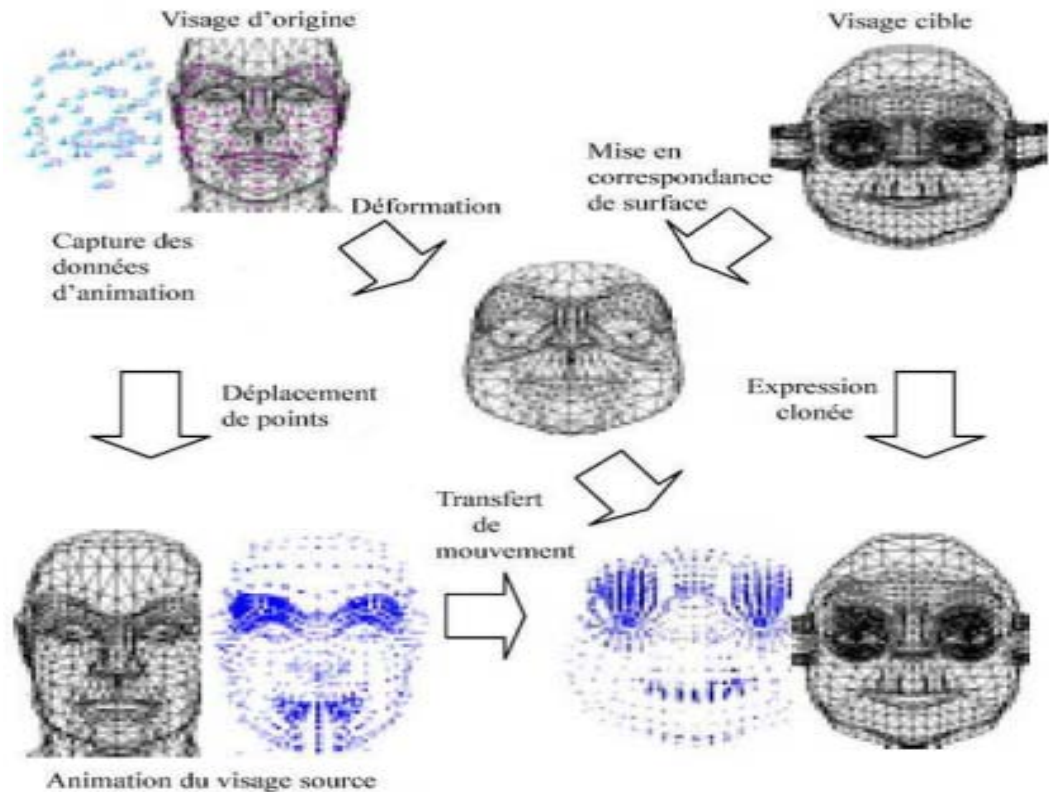 Visage d'origine
Visage cible
Mise en
correspondance
de surface
Déformation
Capture des
données
d'animation
Déplacement
de points
Expression
clonée
Transfert
de
mouvement
Animation du visage source